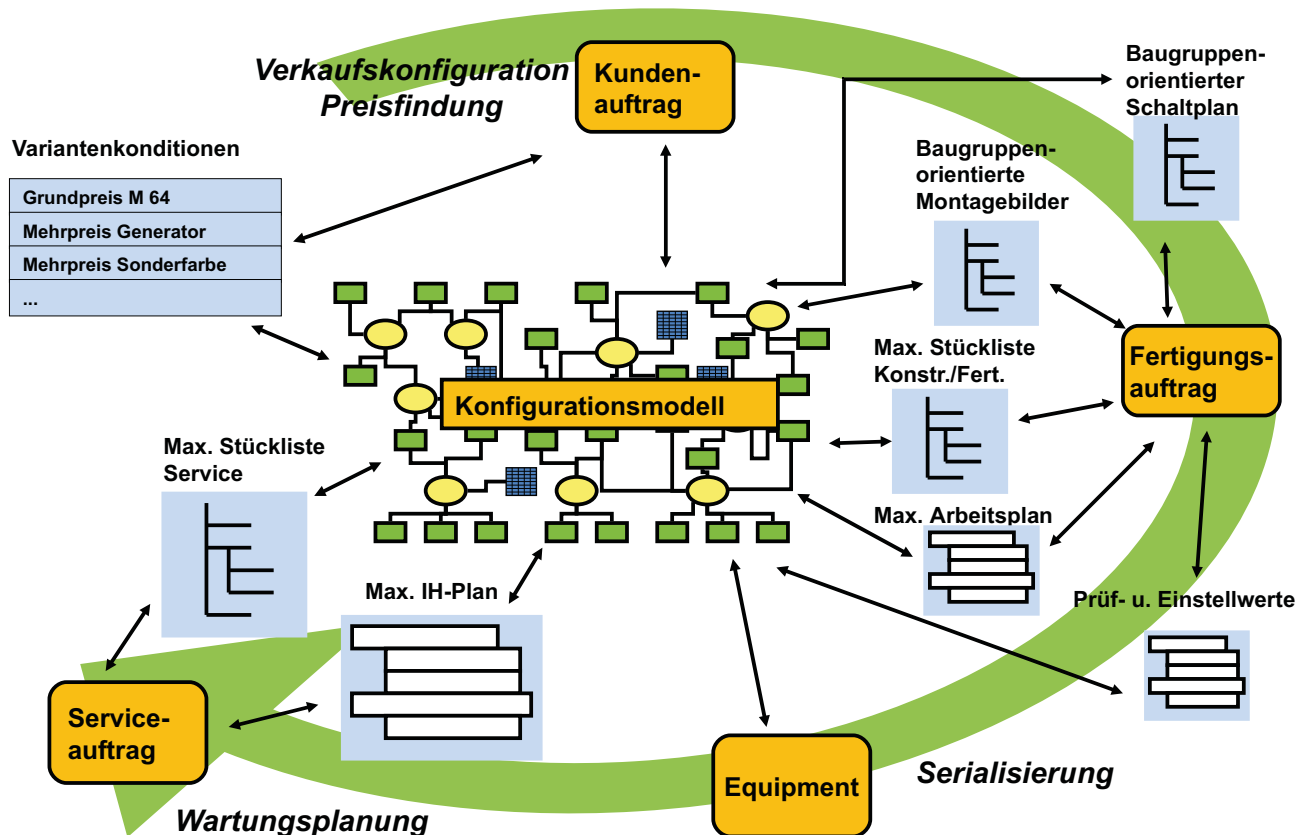 Verkaufskonfiguration
Preisfindung
Kunden-
auftrag
Baugruppen-
orientierter
Schaltplan
Variantenkonditionen
Grundpreis M 64
Mehrpreis Generator
Mehrpreis Sonderfarbe
...
Baugruppen-
orientierte
Montagebilder
Max. Stückliste
Konstr./Fert.
Fertigungs-
auftrag
Konfigurationsmodell
Max. Stückliste
Service
Max. Arbeitsplan
Max. IH-Plan
Prüf- u. Einstellwerte
Service-
auftrag
Equipment
Serialisierung
Wartungsplanung